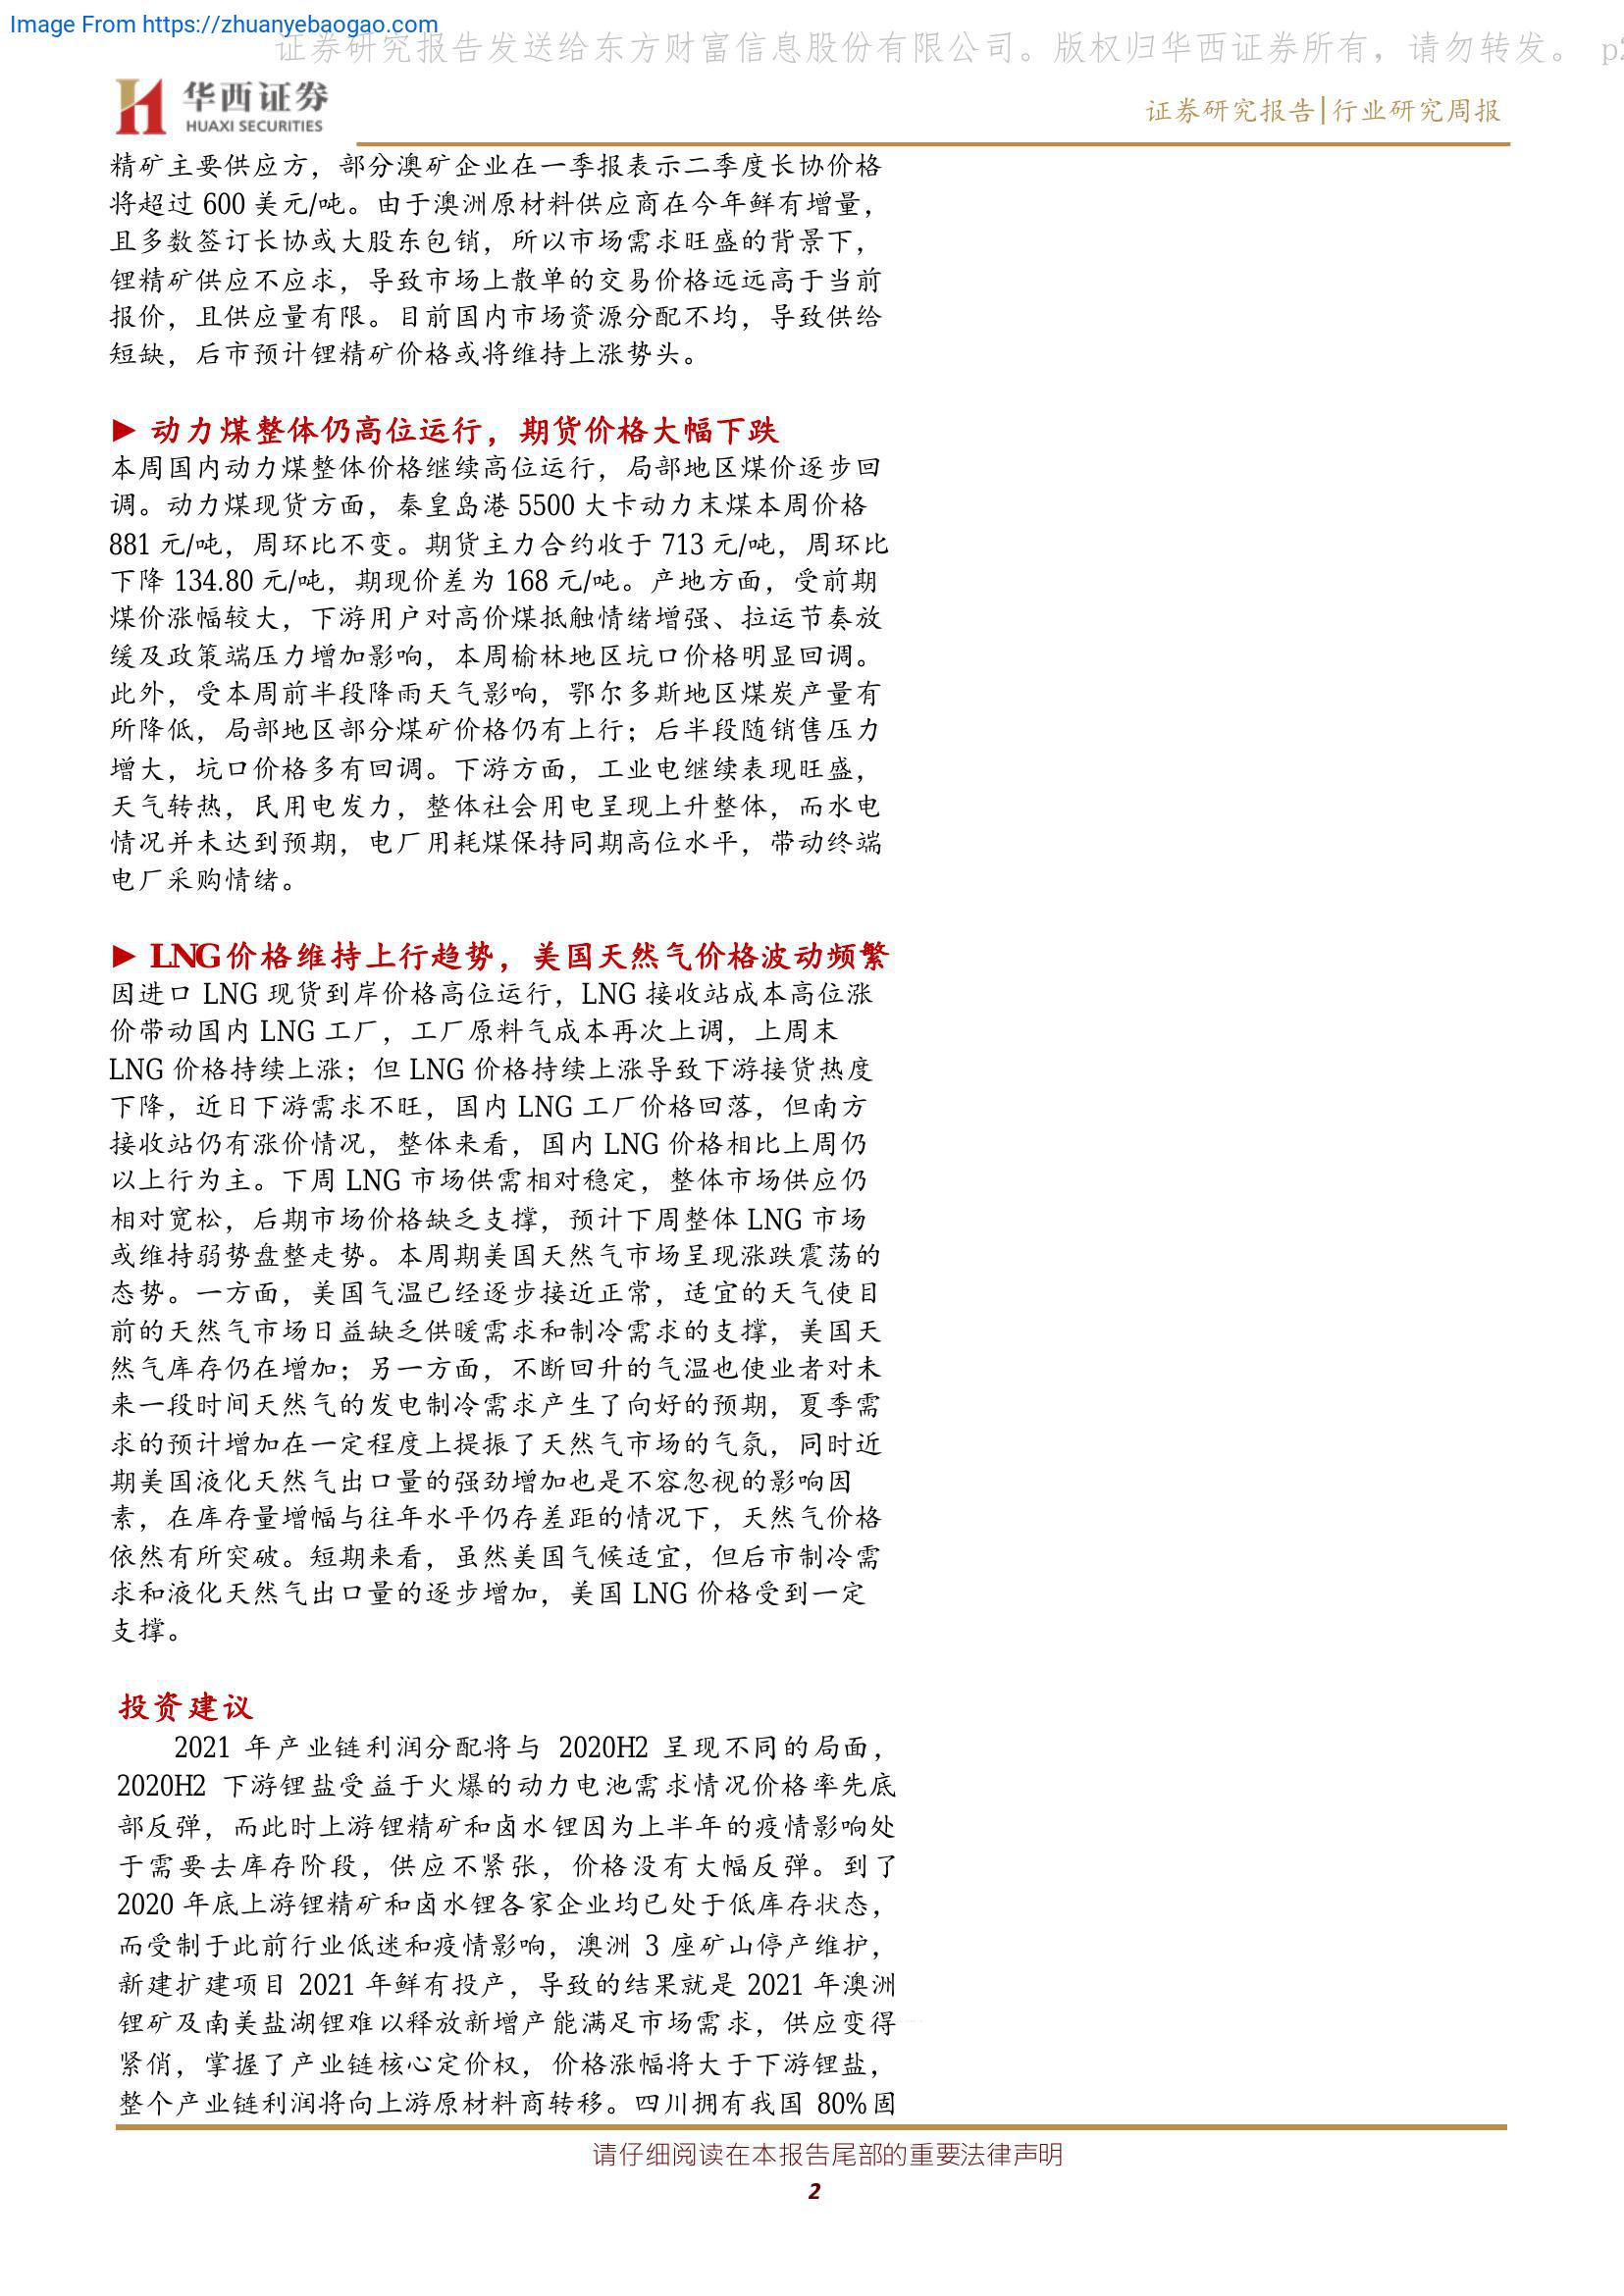 Image From https://zhuanyebaogao.com
证券研究报告发送给东方财富信息股份有限公司。版权归华西证券所有，请勿转发。 p2
华西证券
HUAXI SECURITIES
证券研究报告|行业研究周报
精矿主要供应方，部分澳矿企业在一季报表示二季度长协价格
将超过 600 美元/吨。由于澳洲原材料供应商在今年鲜有增量，
且多数签订长协或大股东包销，所以市场需求旺盛的背景下，
锂精矿供应不应求，导致市场上散单的交易价格远远高于当前
报价，且供应量有限。目前国内市场资源分配不均，导致供给
短缺，后市预计锂精矿价格或将维持上涨势头。
► 动力煤整体仍高位运行，期货价格大幅下跌
本周国内动力煤整体价格继续高位运行，局部地区煤价逐步回
调。动力煤现货方面，秦皇岛港 5500 大卡动力末煤本周价格
881 元/吨，周环比不变。期货主力合约收于 713 元/吨，周环比
下降 134.80 元/吨，期现价差为 168 元/吨。产地方面，受前期
煤价涨幅较大，下游用户对高价煤抵触情绪增强、拉运节奏放
缓及政策端压力增加影响，本周榆林地区坑口价格明显回调。
此外，受本周前半段降雨天气影响，鄂尔多斯地区煤炭产量有
所降低，局部地区部分煤矿价格仍有上行；后半段随销售压力
增大，坑口价格多有回调。下游方面，工业电继续表现旺盛，
天气转热，民用电发力，整体社会用电呈现上升整体，而水电
情况并未达到预期，电厂用耗煤保持同期高位水平，带动终端
电厂采购情绪。
► LNG 价格维持上行趋势，美国天然气价格波动频繁
因进口 LNG 现货到岸价格高位运行，LNG 接收站成本高位涨
价带动国内 LNG 工厂，工厂原料气成本再次上调，上周末
LNG 价格持续上涨；但 LNG 价格持续上涨导致下游接货热度
下降，近日下游需求不旺，国内 LNG 工厂价格回落，但南方
接收站仍有涨价情况，整体来看，国内 LNG 价格相比上周仍
以上行为主。下周 LNG 市场供需相对稳定，整体市场供应仍
相对宽松，后期市场价格缺乏支撑，预计下周整体 LNG 市场
或维持弱势盘整走势。本周期美国天然气市场呈现涨跌震荡的
态势。一方面，美国气温已经逐步接近正常，适宜的天气使目
前的天然气市场日益缺乏供暖需求和制冷需求的支撑，美国天
然气库存仍在增加；另一方面，不断回升的气温也使业者对未
来一段时间天然气的发电制冷需求产生了向好的预期，夏季需
求的预计增加在一定程度上提振了天然气市场的气氛，同时近
期美国液化天然气出口量的强劲增加也是不容忽视的影响因
素，在库存量增幅与往年水平仍存差距的情况下，天然气价格
依然有所突破。短期来看，虽然美国气候适宜，但后市制冷需
求和液化天然气出口量的逐步增加，美国 LNG 价格受到一定
支撑。
投资建议
2021 年产业链利润分配将与 2020H2 呈现不同的局面，
2020H2 下游锂盐受益于火爆的动力电池需求情况价格率先底
部反弹，而此时上游锂精矿和卤水锂因为上半年的疫情影响处
于需要去库存阶段，供应不紧张，价格没有大幅反弹。到了
2020 年底上游锂精矿和卤水锂各家企业均已处于低库存状态，
而受制于此前行业低迷和疫情影响，澳洲 3 座矿山停产维护，
新建扩建项目 2021 年鲜有投产，导致的结果就是 2021 年澳洲
锂矿及南美盐湖锂难以释放新增产能满足市场需求，供应变得
紧俏，掌握了产业链核心定价权，价格涨幅将大于下游锂盐，
整个产业链利润将向上游原材料商转移。四川拥有我国 80%固
请仔细阅读在本报告尾部的重要法律声明
2